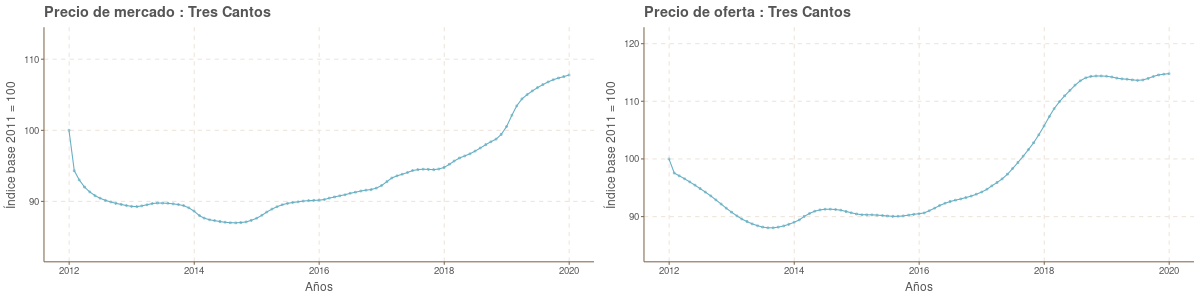 Precio de mercado : Tres Cantos
Índice base 2011 = 100
110
100
90
2012 2014 2016 2018 2020
Años
Precio de oferta : Tres Cantos
Índice base 2011 = 100
120
110
100
90
2012 2014 2016 2018 2020
Años